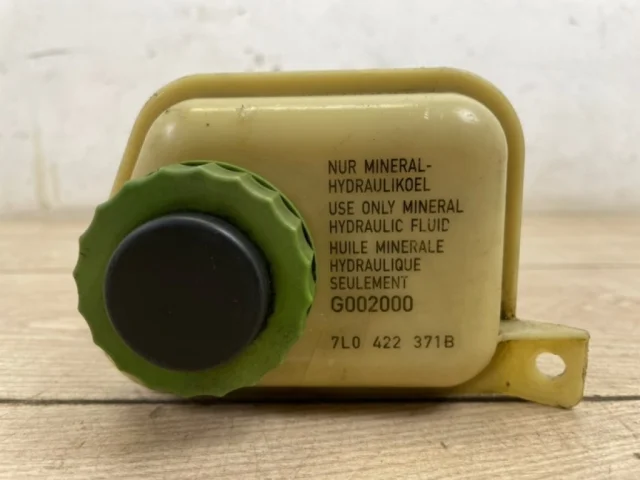 NUR MINERAL-
HYDRAULIKOEL
USE ONLY MINERAL
HYDRAULIC FLUID
HUILE MINERALE
HYDRAULIQUE
SEULEMENT
G002000
7L0 422 371B